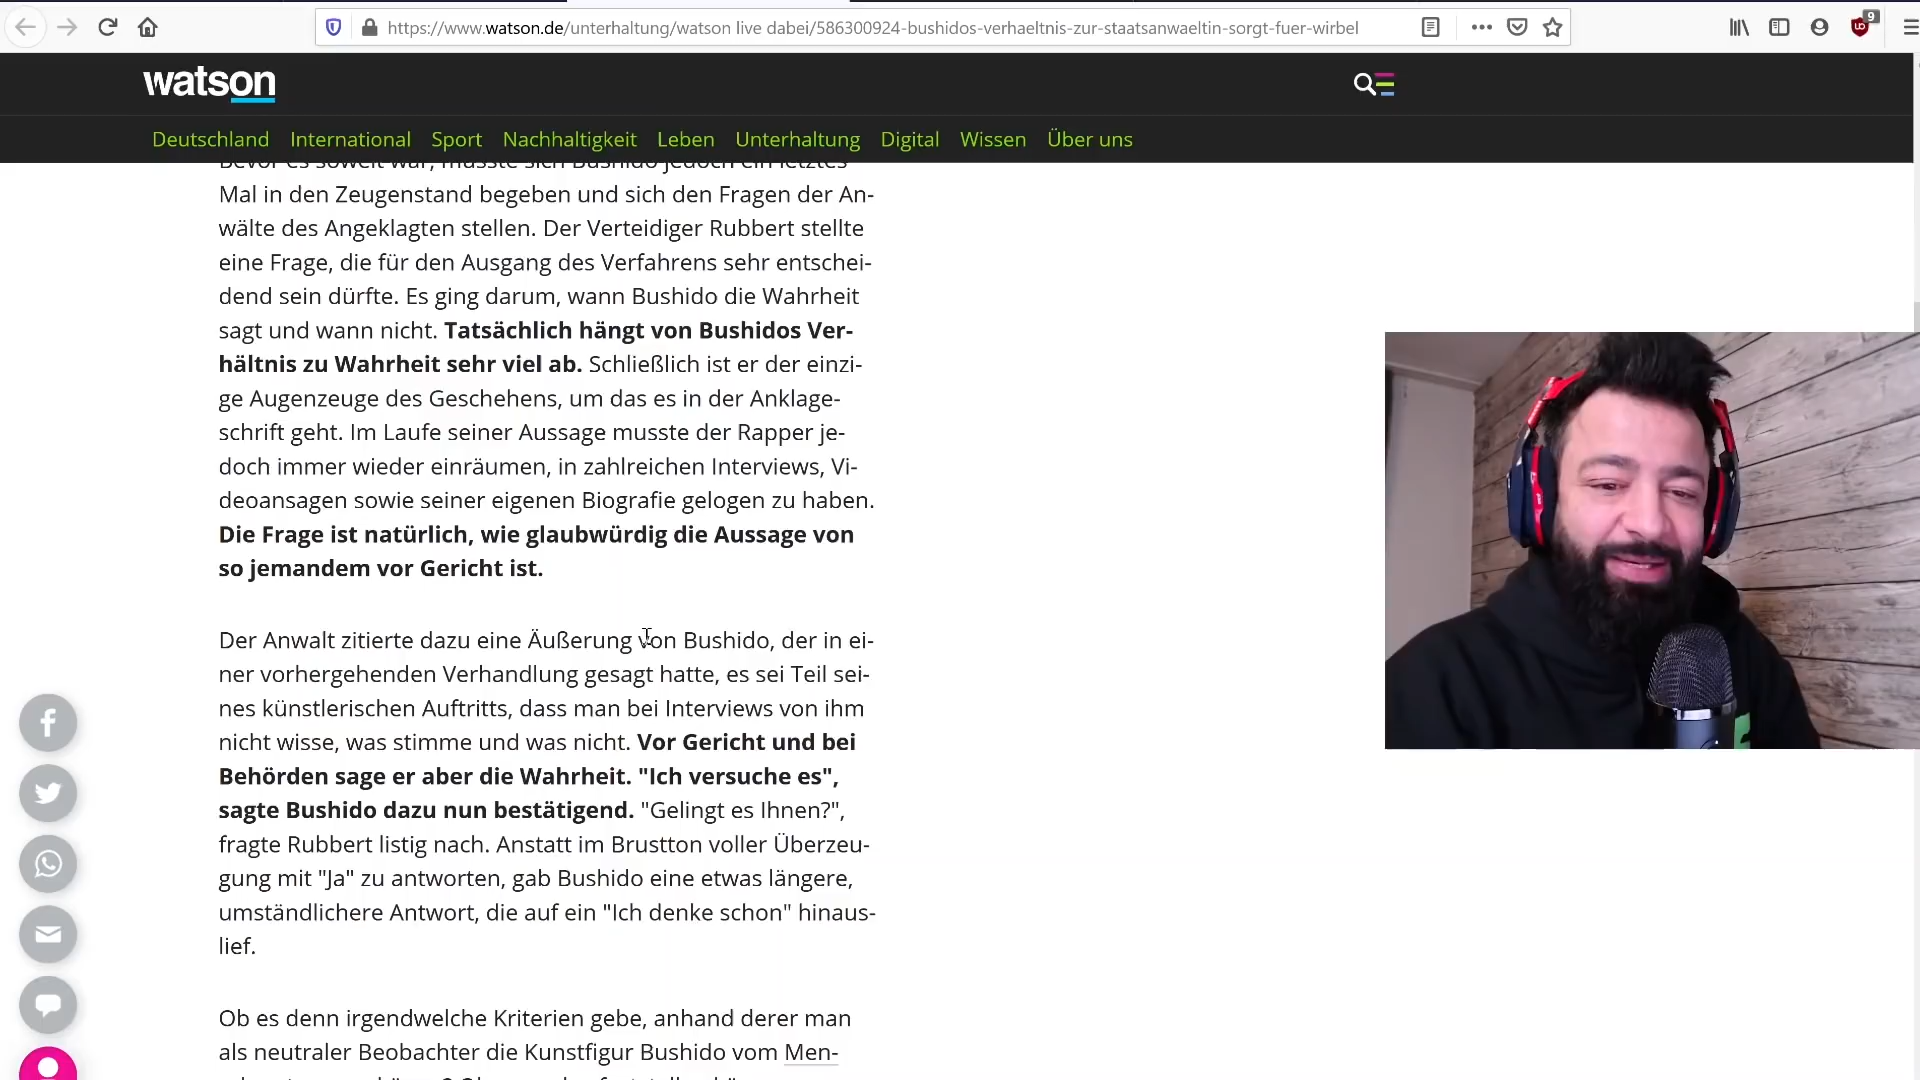 https://www.watson.de/unterhaltung/watson live dabei/586300924-bushidos-verhaeltnis-zur-staatsanwaeltin-sorgt-fuer-wirbel
9
watson
Deutschland International Sport Nachhaltigkeit Leben Unterhaltung Digital Wissen Über uns
Bevor es soweit war, musste sich Bushido jedoch ein letztes
Mal in den Zeugenstand begeben und sich den Fragen der An-
wälte des Angeklagten stellen. Der Verteidiger Rubbert stellte
eine Frage, die für den Ausgang des Verfahrens sehr entschei-
dend sein dürfte. Es ging darum, wann Bushido die Wahrheit
sagt und wann nicht. Tatsächlich hängt von Bushidos Ver-
hältnis zu Wahrheit sehr viel ab. Schließlich ist er der einzi-
ge Augenzeuge des Geschehens, um das es in der Anklage-
schrift geht. Im Laufe seiner Aussage musste der Rapper je-
doch immer wieder einräumen, in zahlreichen Interviews, Vi-
deoansagen sowie seiner eigenen Biografie gelogen zu haben.
Die Frage ist natürlich, wie glaubwürdig die Aussage von
so jemandem vor Gericht ist.
Der Anwalt zitierte dazu eine Äußerung von Bushido, der in ei-
ner vorhergehenden Verhandlung gesagt hatte, es sei Teil sei-
nes künstlerischen Auftritts, dass man bei Interviews von ihm
nicht wisse, was stimme und was nicht. Vor Gericht und bei
Behörden sage er aber die Wahrheit. "Ich versuche es",
sagte Bushido dazu nun bestätigend. "Gelingt es Ihnen?",
fragte Rubbert listig nach. Anstatt im Brustton voller Überzeu-
gung mit "Ja" zu antworten, gab Bushido eine etwas längere,
umständlichere Antwort, die auf ein "Ich denke schon" hinaus-
lief.
Ob es denn irgendwelche Kriterien gebe, anhand derer man
als neutraler Beobachter die Kunstfigur Bushido vom Men-